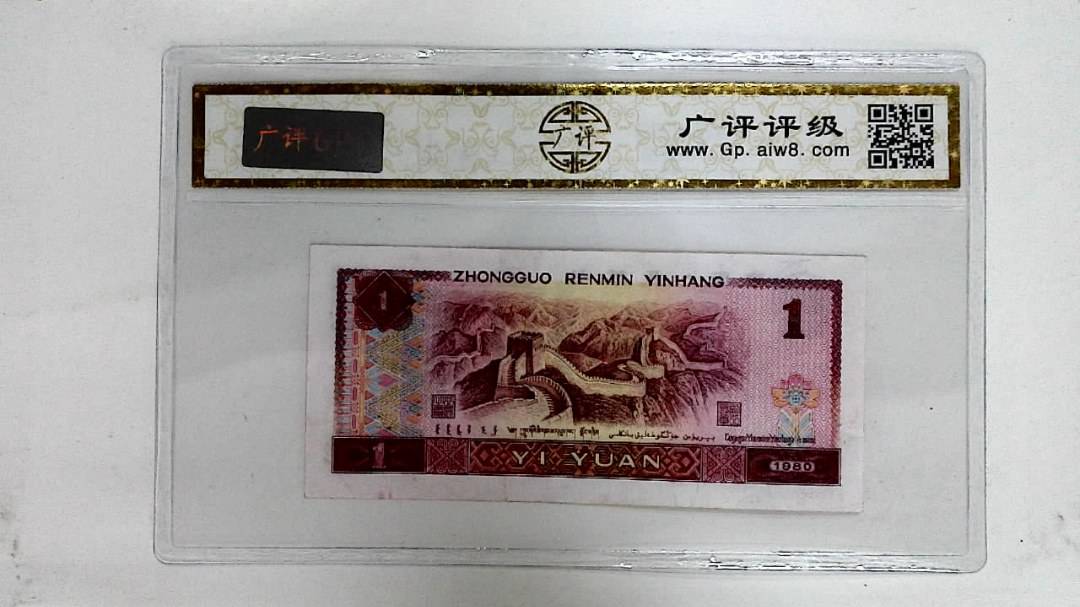 广评
广评
广评评级
www.Gp.aiw8.com
ZHONGGUO RENMIN YINHANG
1
1
1
YI YUAN
1980